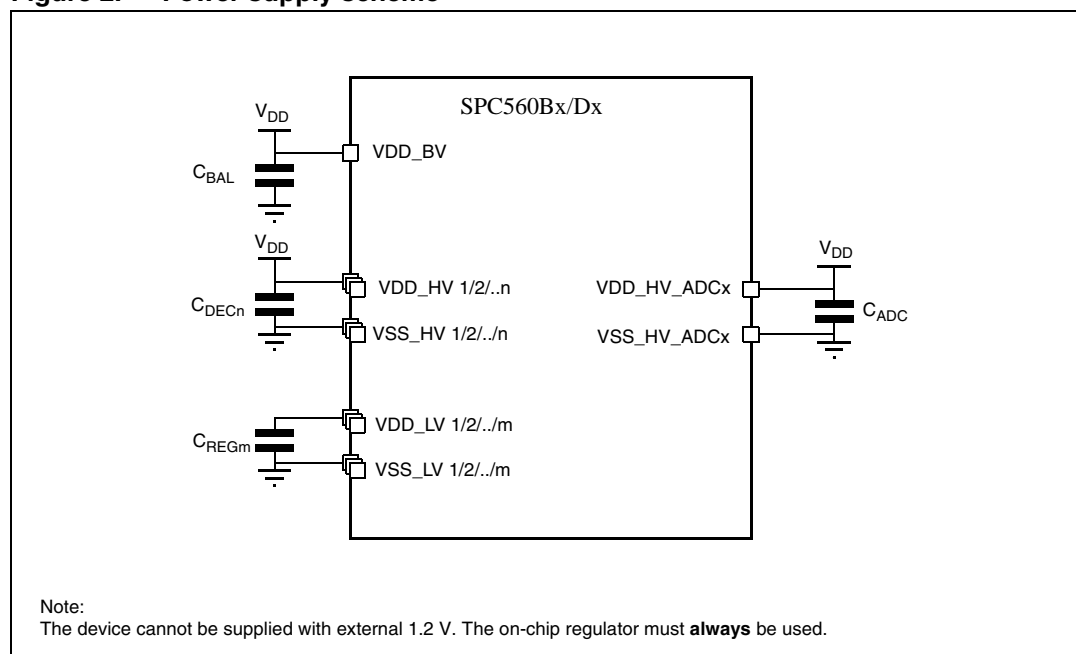 Figure 2. Power supply scheme
SPC560Bx/Dx
VDD
VDD_BV
CBAL
VDD
VDD_HV 1/2/..n
CDECn
VSS_HV 1/2/../n
VDD_LV 1/2/../m
CREGm
VSS_LV 1/2/../m
VDD
VDD_HV_ADCx
CADC
VSS_HV_ADCx
Note:
The device cannot be supplied with external 1.2 V. The on-chip regulator must always be used.